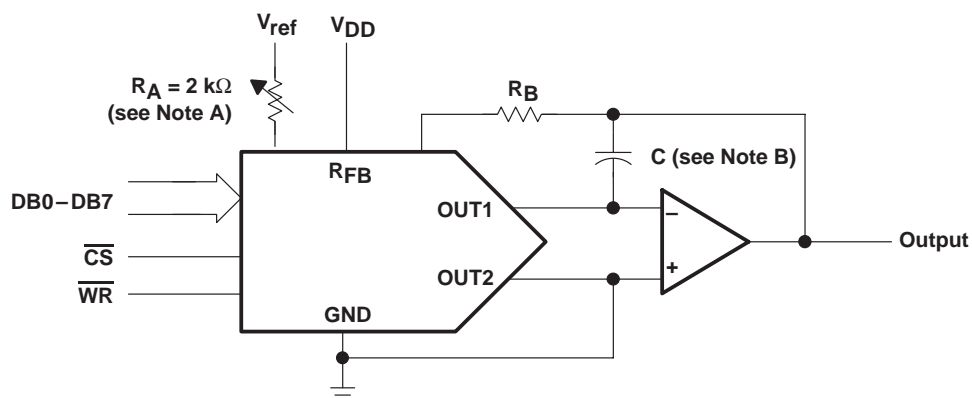 Vref
VDD
RA = 2 kΩ
(see Note A)
RB
C (see Note B)
RFB
DB0–DB7
OUT1
–
Output
CS
+
OUT2
WR
GND